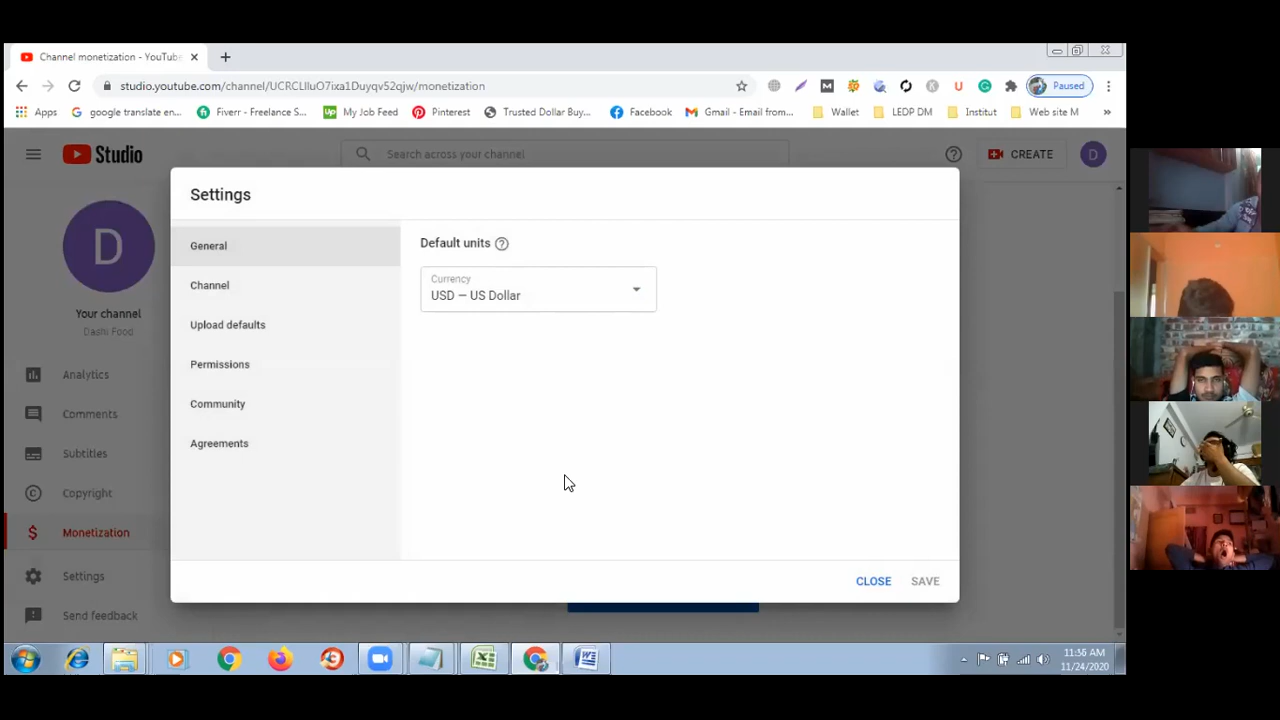 Channel monetization - YouTube
studio.youtube.com/channel/UCRCLlluO7ixa1Duyqv52qjw/monetization
Paused
Apps
google translate en...
Fiverr - Freelance S...
My Job Feed
Pinterest
Trusted Dollar Buy...
Facebook
Gmail - Email from...
Wallet
LEDP DM
Institut
Web site M
»
Studio
Search across your channel
CREATE
D
D
Your channel
Dashi Food
Analytics
Comments
Subtitles
Copyright
Monetization
Settings
Send feedback
Settings
General
Channel
Upload defaults
Permissions
Community
Agreements
Default units
Currency
USD – US Dollar
CLOSE
SAVE
11:36 AM
11/24/2020